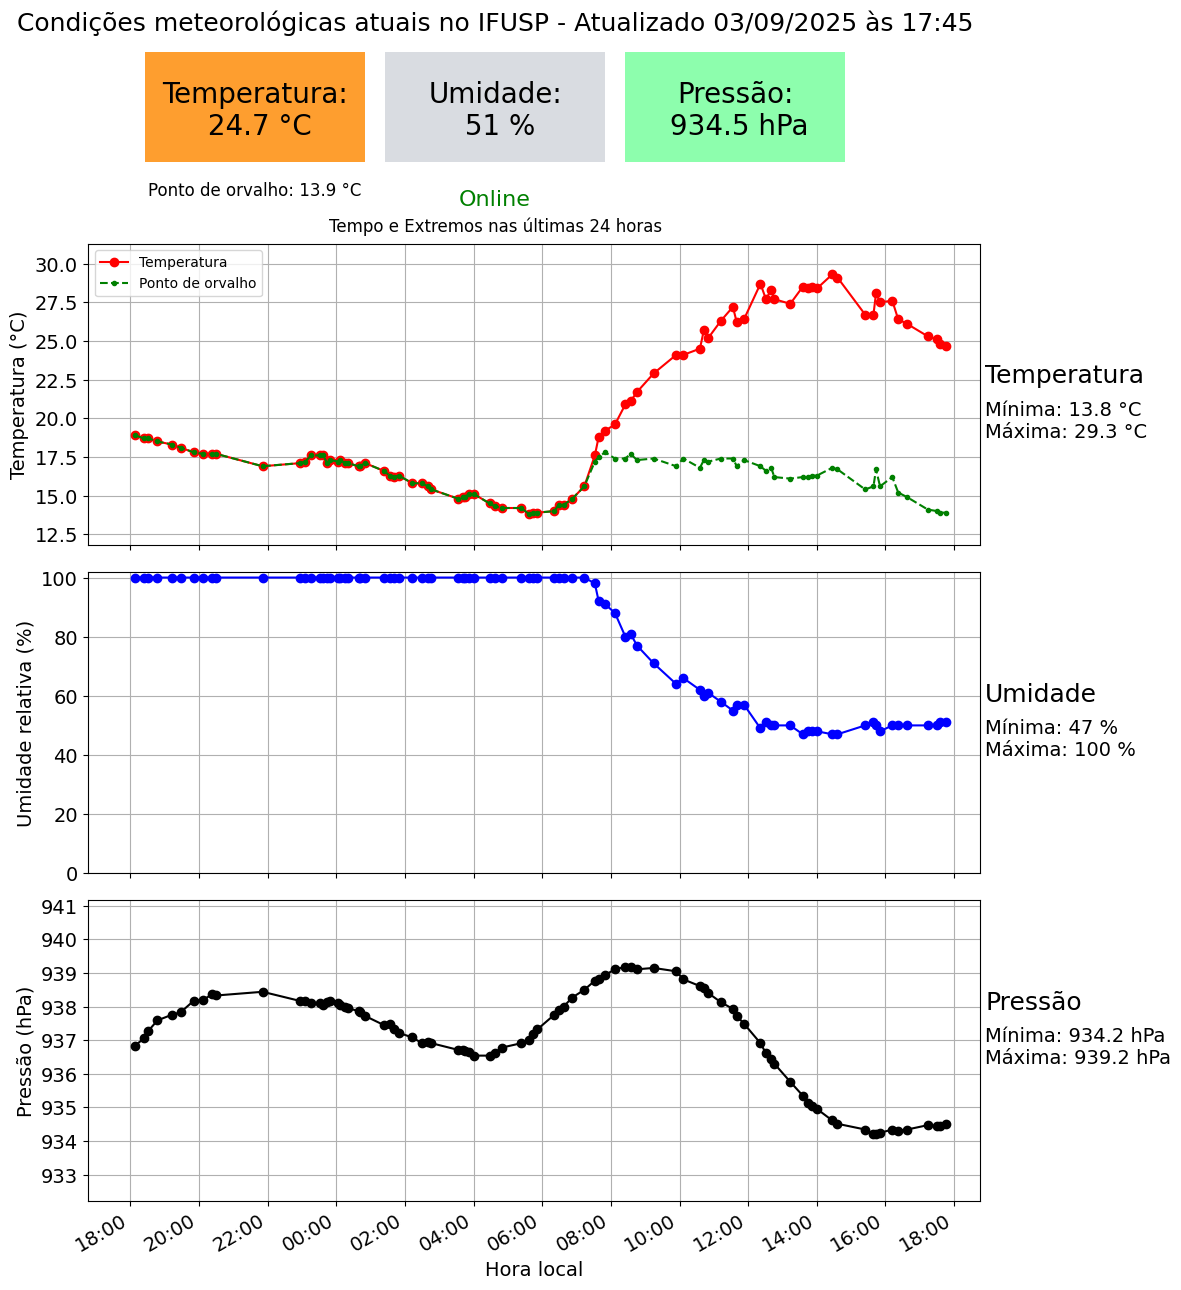 Condições meteorológicas atuais no IFUSP - Atualizado 03/09/2025 às 17:45
Temperatura:
24.7 °C
Umidade:
51 %
Pressão:
934.5 hPa
Ponto de orvalho: 13.9 °C
Online
Tempo e Extremos nas últimas 24 horas
Temperatura
Ponto de orvalho
Temperatura (°C)
30.0
27.5
25.0
22.5
20.0
17.5
15.0
12.5
Temperatura
Mínima: 13.8 °C
Máxima: 29.3 °C
Umidade relativa (%)
100
80
60
40
20
0
Umidade
Mínima: 47 %
Máxima: 100 %
Pressão (hPa)
941
940
939
938
937
936
935
934
933
Pressão
Mínima: 934.2 hPa
Máxima: 939.2 hPa
18:00
20:00
22:00
00:00
02:00
04:00
06:00
08:00
10:00
12:00
14:00
16:00
18:00
Hora local